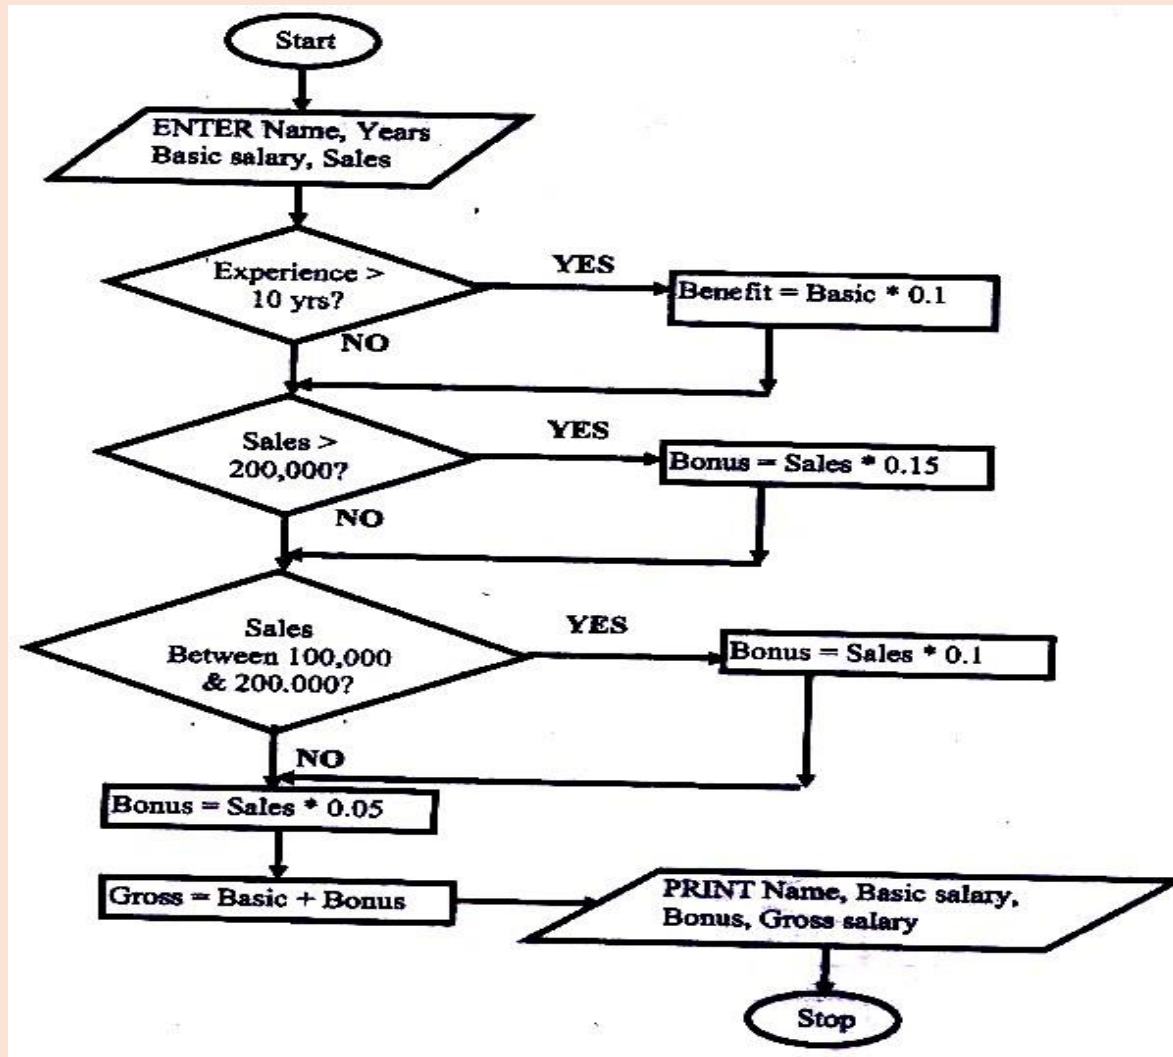 Start
ENTER Name, Years
Basic salary, Sales
Experience >
10 yrs?
YES
Benefit = Basic * 0.1
NO
Sales >
200,000?
YES
Bonus = Sales * 0.15
NO
Sales
Between 100,000
& 200.000?
YES
Bonus = Sales * 0.1
NO
Bonus = Sales * 0.05
Gross = Basic + Bonus
PRINT Name, Basic salary,
Bonus, Gross salary
Stop